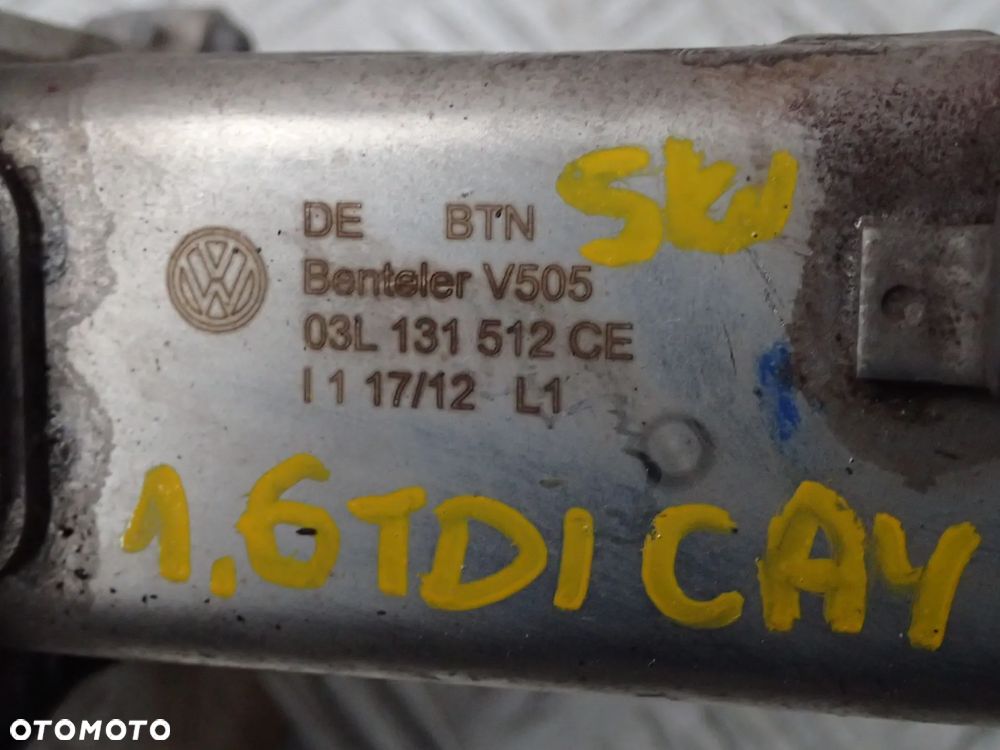 DE BTN
SW
Benteler V505
03L 131 512 CE
I 1 17/12 L1
1.6TDI CAY
OTOMOTO